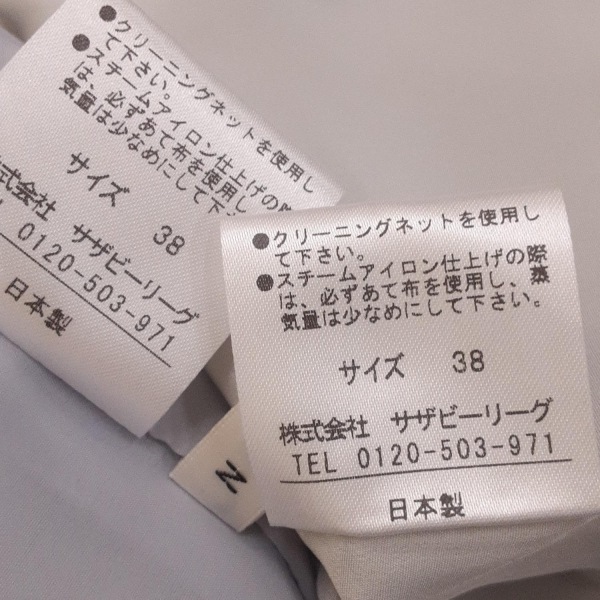 ●クリーニングネットを使用し
て下さい。
●スチームアイロン仕上げの際
は、必ずあて布を使用し
気量は少なめにして
サイズ 38
式会社 サザビーリーグ
0120-503-971
日本製
●クリーニングネットを使用し
て下さい。
●スチームアイロン仕上げの際
は、必ずあて布を使用し、蒸
気量は少なめにして下さい。
サイズ 38
株式会社 サザビーリーグ
TEL 0120-503-971
日本製